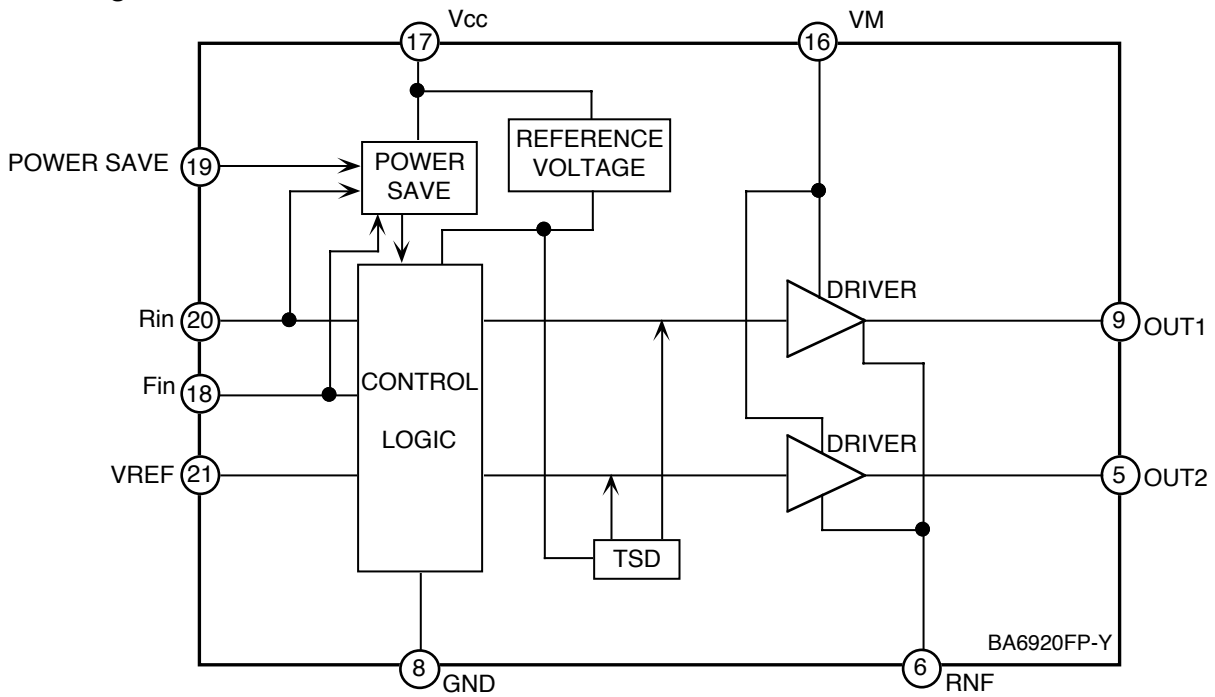 Vcc
VM
17
16
REFERENCE
VOLTAGE
POWER SAVE
19
POWER
SAVE
DRIVER
Rin
20
9
OUT1
Fin
18
CONTROL
LOGIC
DRIVER
VREF
21
5
OUT2
TSD
BA6920FP-Y
8
GND
6
RNF